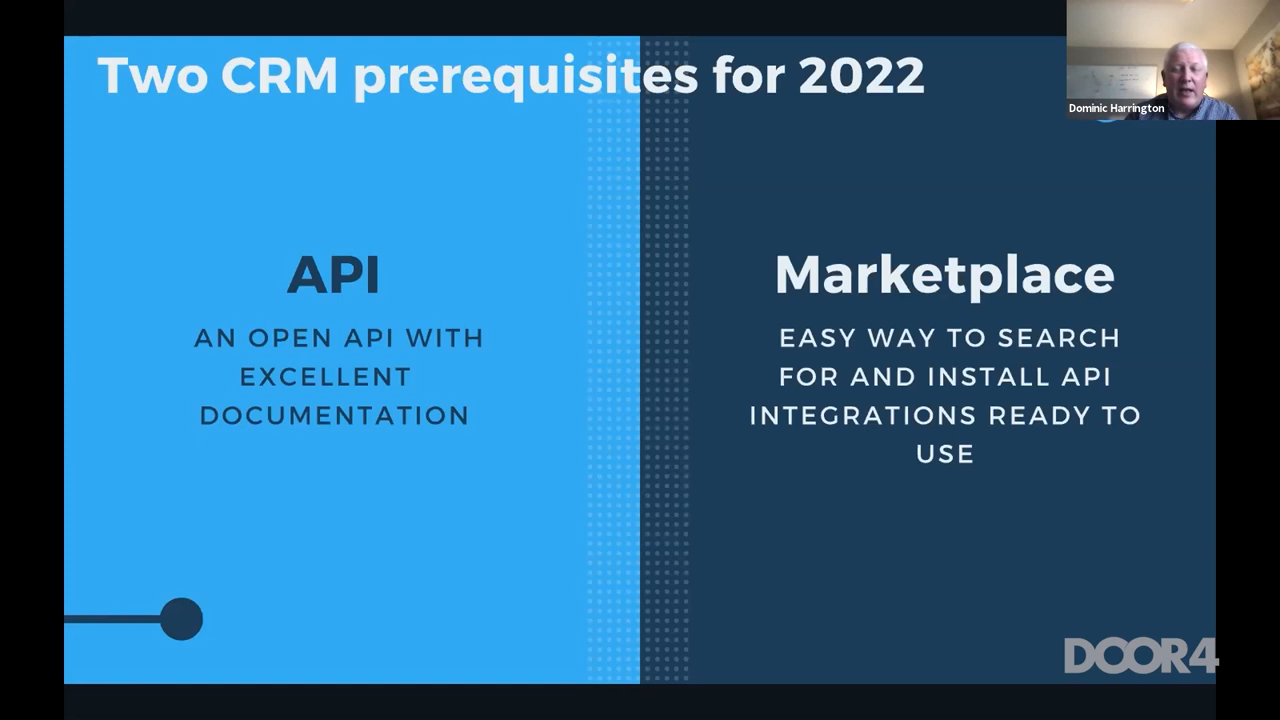 Two CRM prerequisites for 2022
Dominic Harrington
API
AN OPEN API WITH
EXCELLENT
DOCUMENTATION
Marketplace
EASY WAY TO SEARCH
FOR AND INSTALL API
INTEGRATIONS READY TO
USE
DOOR4